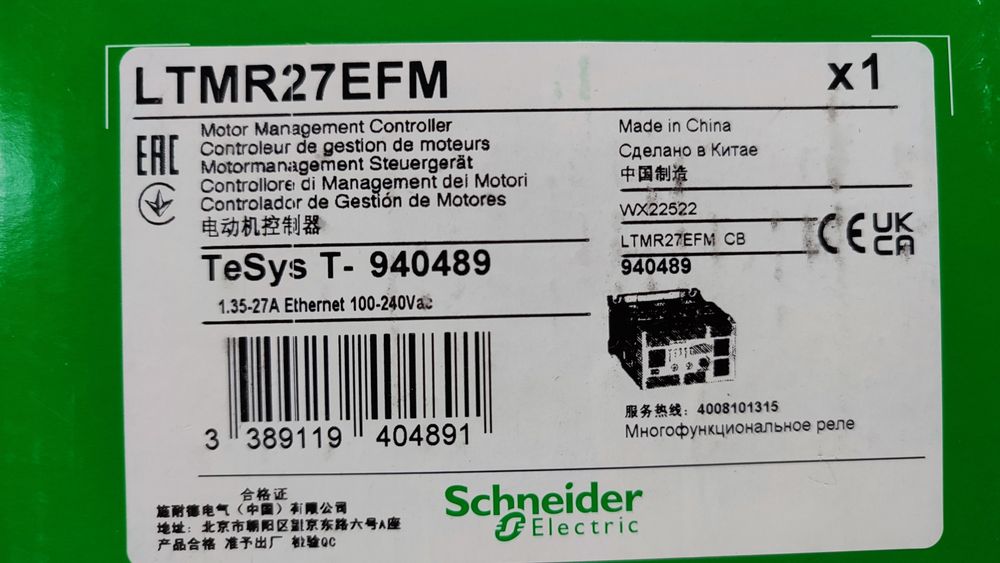 LTMR27EFM
x1
EAC
Motor Management Controller
Controleur de gestion de moteurs
Motormanagement Steuergerät
Controllore di Management dei Motori
Controlador de Gestión de Motores
电动机控制器
Made in China
Сделано в Китае
中国制造
WX22522
LTMR27EFM CB
940489
CE UK CA
TeSys T- 940489
1.35-27A Ethernet 100-240Vac
3 389119 404891
服务热线: 4008101315
Многофункциональное реле
合格证
施耐德电气(中国)有限公司
地址: 北京市朝阳区望京东路六号A座
产品合格 准予出厂 检验QC
Schneider
Electric